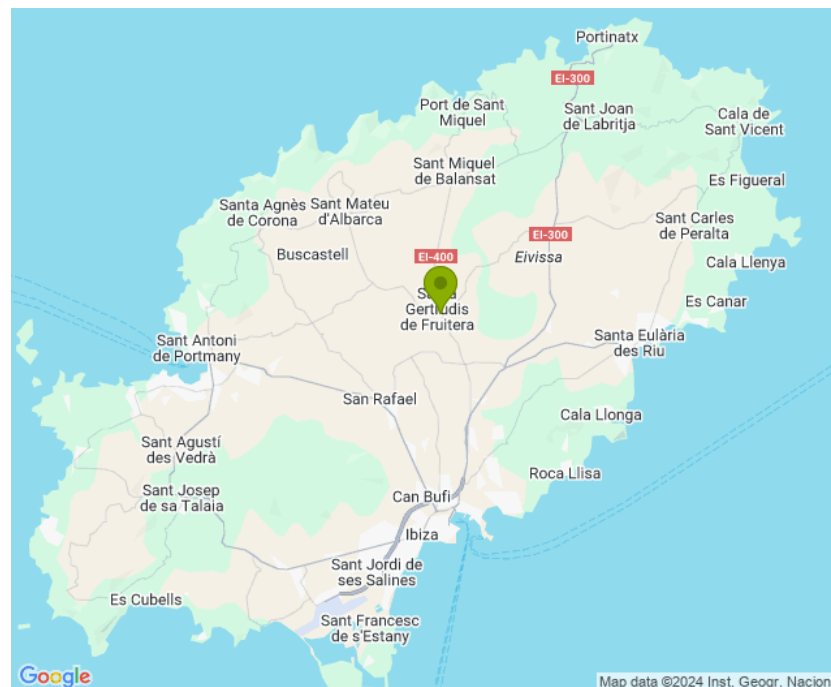 Portinatx
EI-300
Port de Sant
Miquel
Sant Joan
de Labritja
Cala de
Sant Vicent
Sant Miquel
de Balansat
Es Figueral
Santa Agnès
de Corona
Sant Mateu
d'Albarca
Sant Carles
de Peralta
EI-300
Buscastell
EI-400
Eivissa
Cala Llenya
Gertrudis
de Fruitera
Es Canar
Sant Antoni
de Portmany
Santa Eulària
des Riu
San Rafael
Cala Llonga
Sant Agustí
des Vedrà
Roca Llisa
Sant Josep
de sa Talaia
Can Bufi
Ibiza
Sant Jordi de
ses Salines
Es Cubells
Sant Francesc
de s'Estany
Google
Map data ©2024 Inst. Geogr. Nacion